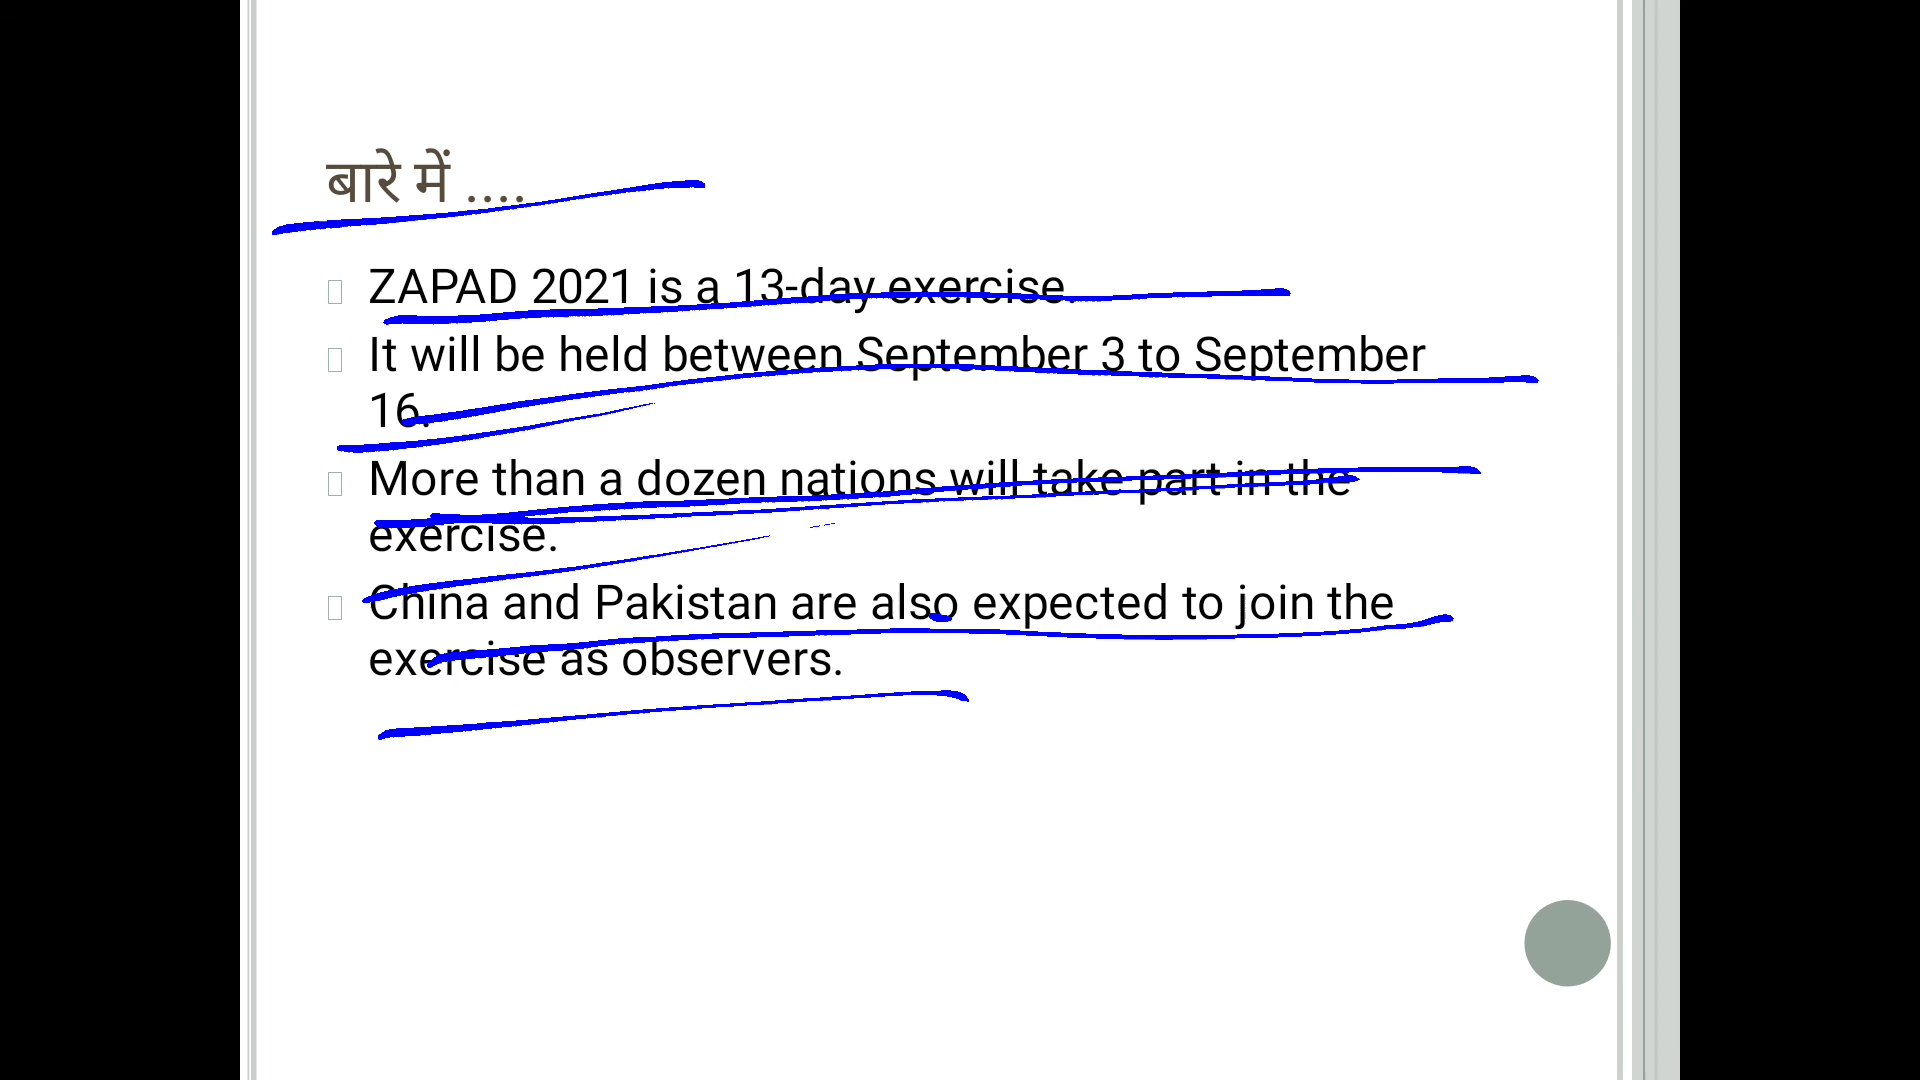 बारे में ....
ZAPAD 2021 is a 13-day exercise.
It will be held between September 3 to September
16.
More than a dozen nations will take part in the
exercise.
China and Pakistan are also expected to join the
exercise as observers.